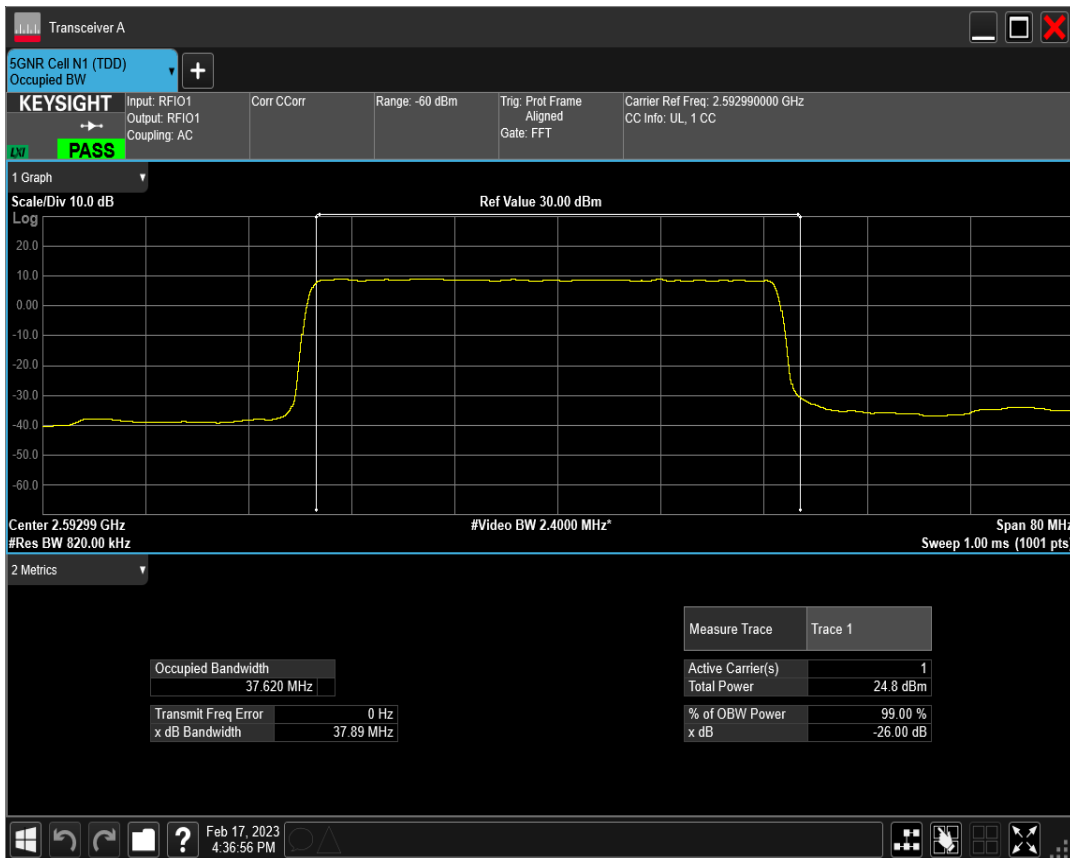 Transceiver A
5GNR Cell N1 (TDD)
Occupied BW
KEYSIGHT
LXI
PASS
Input: RFIO1
Output: RFIO1
Coupling: AC
Corr CCorr
Range: -60 dBm
Trig: Prot Frame
Aligned
Gate: FFT
Carrier Ref Freq: 2.592990000 GHz
CC Info: UL, 1 CC
1 Graph
Scale/Div 10.0 dB
Ref Value 30.00 dBm
Log
20.0
10.0
0.00
-10.0
-20.0
-30.0
-40.0
-50.0
-60.0
Center 2.59299 GHz
#Video BW 2.4000 MHz*
Span 80 MHz
#Res BW 820.00 kHz
Sweep 1.00 ms (1001 pts)
2 Metrics
Measure Trace Trace 1
Occupied Bandwidth
37.620 MHz
Active Carrier(s) 1
Total Power 24.8 dBm
Transmit Freq Error 0 Hz
x dB Bandwidth 37.89 MHz
% of OBW Power 99.00 %
x dB -26.00 dB
?
Feb 17, 2023
4:36:56 PM